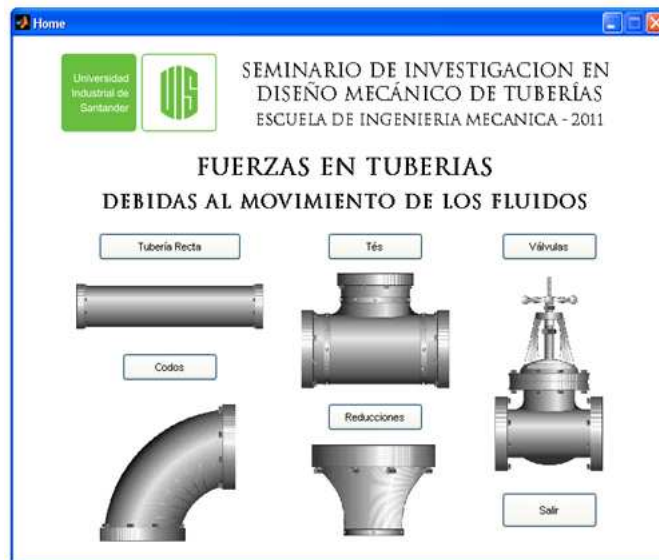 Home
Universidad
Industrial de
Santander
UIS
SEMINARIO DE INVESTIGACION EN
DISEÑO MECÁNICO DE TUBERÍAS
ESCUELA DE INGENIERIA MECANICA - 2011
FUERZAS EN TUBERIAS
DEBIDAS AL MOVIMIENTO DE LOS FLUIDOS
Tubería Recta
Tés
Válvulas
Codos
Reducciones
Salir